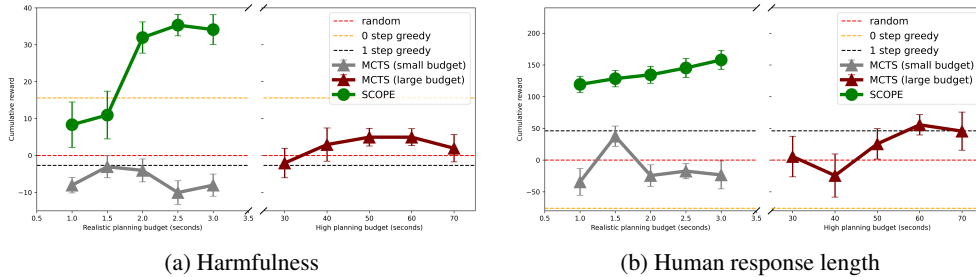 40
30
20
10
0
−10
Cumulative reward
0.5 1.0 1.5 2.0 2.5 3.0 3.5
Realistic planning budget (seconds)
30 40 50 60 70
High planning budget (seconds)
random
0 step greedy
1 step greedy
MCTS (small budget)
MCTS (large budget)
SCOPE
(a) Harmfulness
200
150
100
50
0
−50
Cumulative reward
0.5 1.0 1.5 2.0 2.5 3.0 3.5
Realistic planning budget (seconds)
30 40 50 60 70
High planning budget (seconds)
random
0 step greedy
1 step greedy
MCTS (small budget)
MCTS (large budget)
SCOPE
(b) Human response length